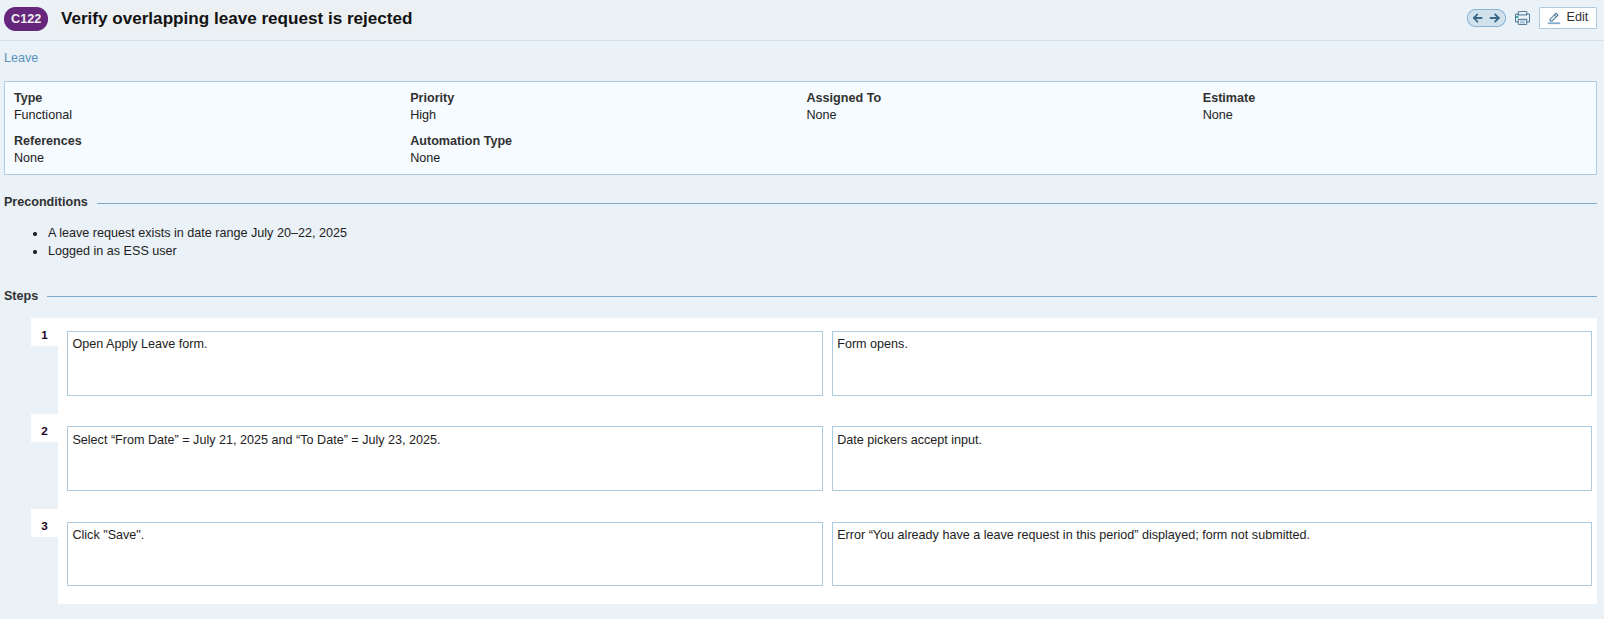 C122 Verify overlapping leave request is rejected Edit
Leave
Type Priority Assigned To Estimate
Functional High None None
References Automation Type
None None
Preconditions
A leave request exists in date range July 20–22, 2025
Logged in as ESS user
Steps
1 Open Apply Leave form. Form opens.
2 Select “From Date” = July 21, 2025 and “To Date” = July 23, 2025. Date pickers accept input.
3 Click "Save". Error “You already have a leave request in this period” displayed; form not submitted.